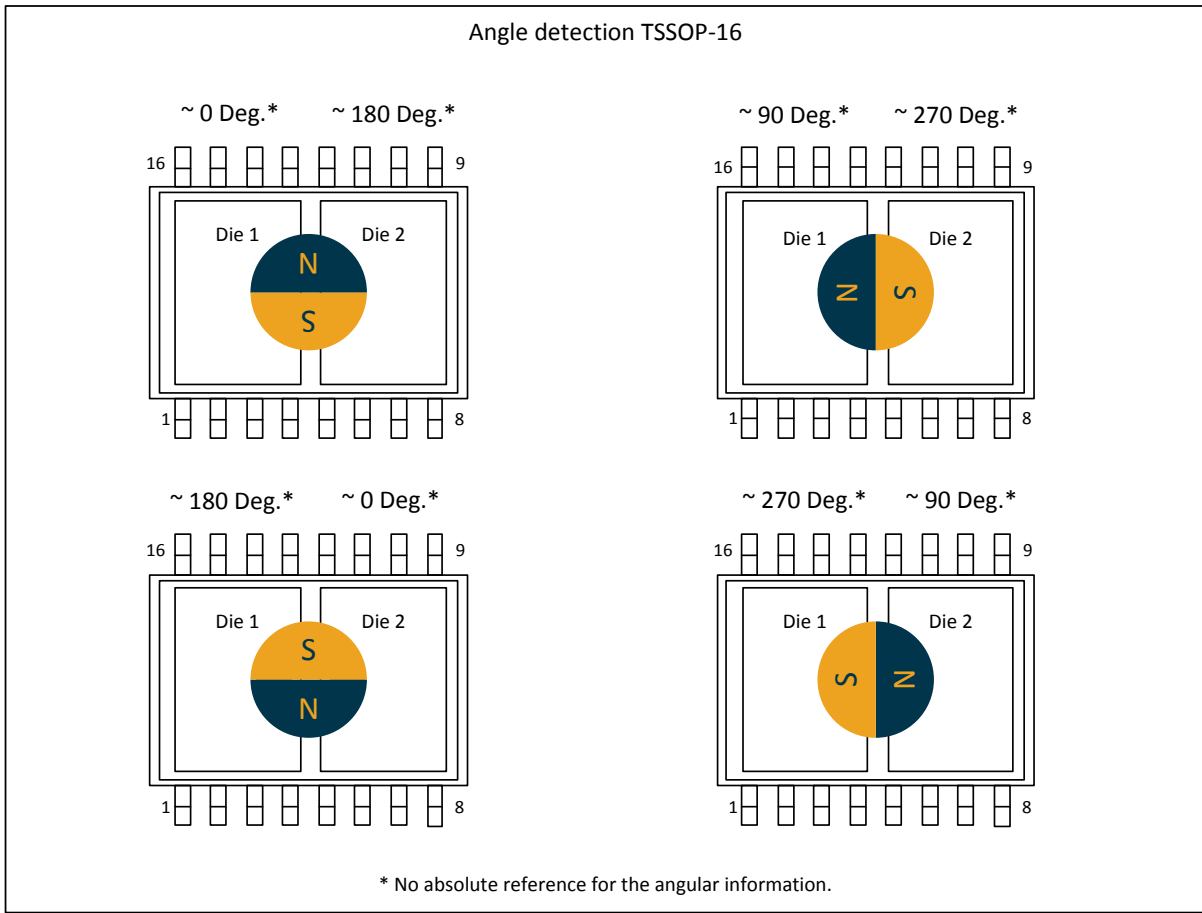 Angle detection TSSOP-16
~ 0 Deg.* ~ 180 Deg.*
16 9
Die 1 Die 2
N
S
1 8
~ 90 Deg.* ~ 270 Deg.*
16 9
Die 1 Die 2
N S
1 8
~ 180 Deg.* ~ 0 Deg.*
16 9
Die 1 Die 2
S
N
1 8
~ 270 Deg.* ~ 90 Deg.*
16 9
Die 1 Die 2
S N
1 8
* No absolute reference for the angular information.